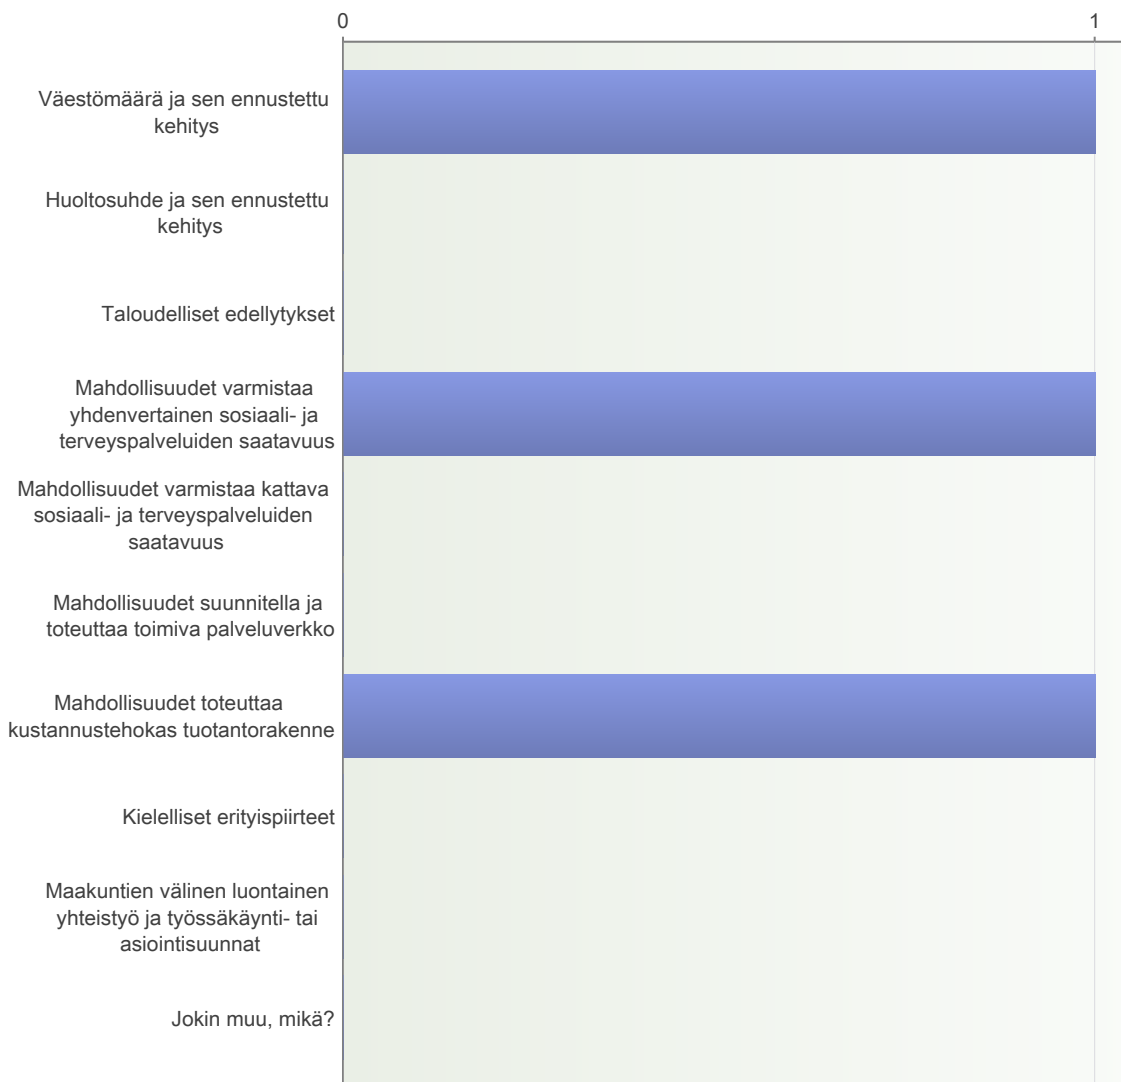 0 1
Väestömäärä ja sen ennustettu
kehitys
Huoltosuhde ja sen ennustettu
kehitys
Taloudelliset edellytykset
Mahdollisuudet varmistaa
yhdenvertainen sosiaali- ja
terveyspalveluiden saatavuus
Mahdollisuudet varmistaa kattava
sosiaali- ja terveyspalveluiden
saatavuus
Mahdollisuudet suunnitella ja
toteuttaa toimiva palveluverkko
Mahdollisuudet toteuttaa
kustannustehokas tuotantorakenne
Kielelliset erityispiirteet
Maakuntien välinen luontainen
yhteistyö ja työssäkäynti- tai
asiointisuunnat
Jokin muu, mikä?